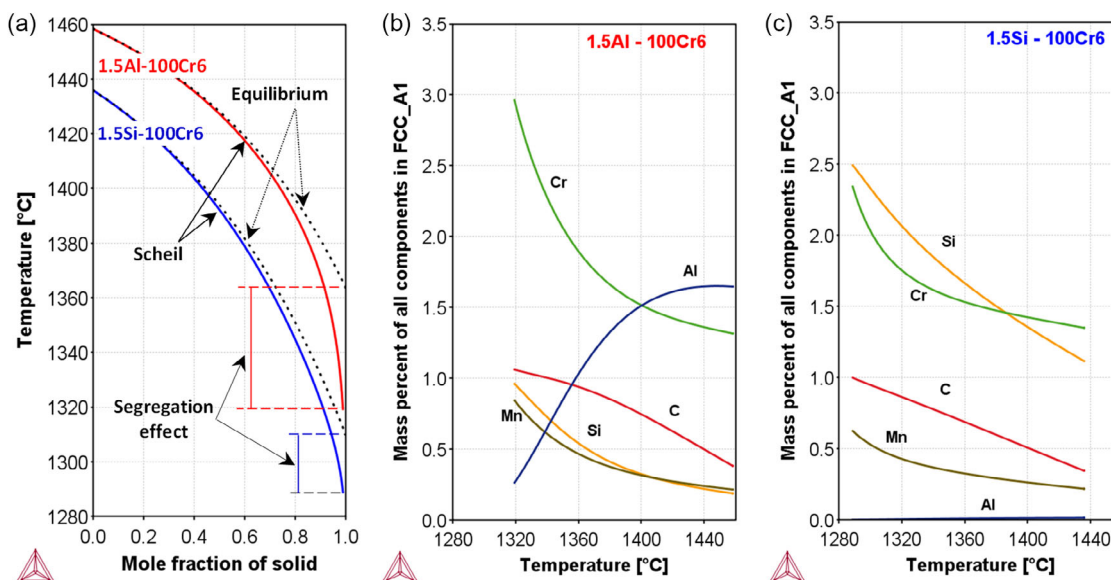 (a)
1460
1440
1420
1400
1380
1360
1340
1320
1300
1280
Temperature [°C]
1.5Al-100Cr6
Equilibrium
1.5Si-100Cr6
Scheil
Segregation
effect
0.0 0.2 0.4 0.6 0.8 1.0
Mole fraction of solid
(b)
1.5Al - 100Cr6
3.5
3.0
2.5
2.0
1.5
1.0
0.5
0.0
Mass percent of all components in FCC_A1
Cr
Al
C
Si
Mn
1280 1320 1360 1400 1440
Temperature [°C]
(c)
1.5Si - 100Cr6
3.5
3.0
2.5
2.0
1.5
1.0
0.5
0.0
Mass percent of all components in FCC_A1
Si
Cr
C
Mn
Al
1280 1320 1360 1400 1440
Temperature [°C]